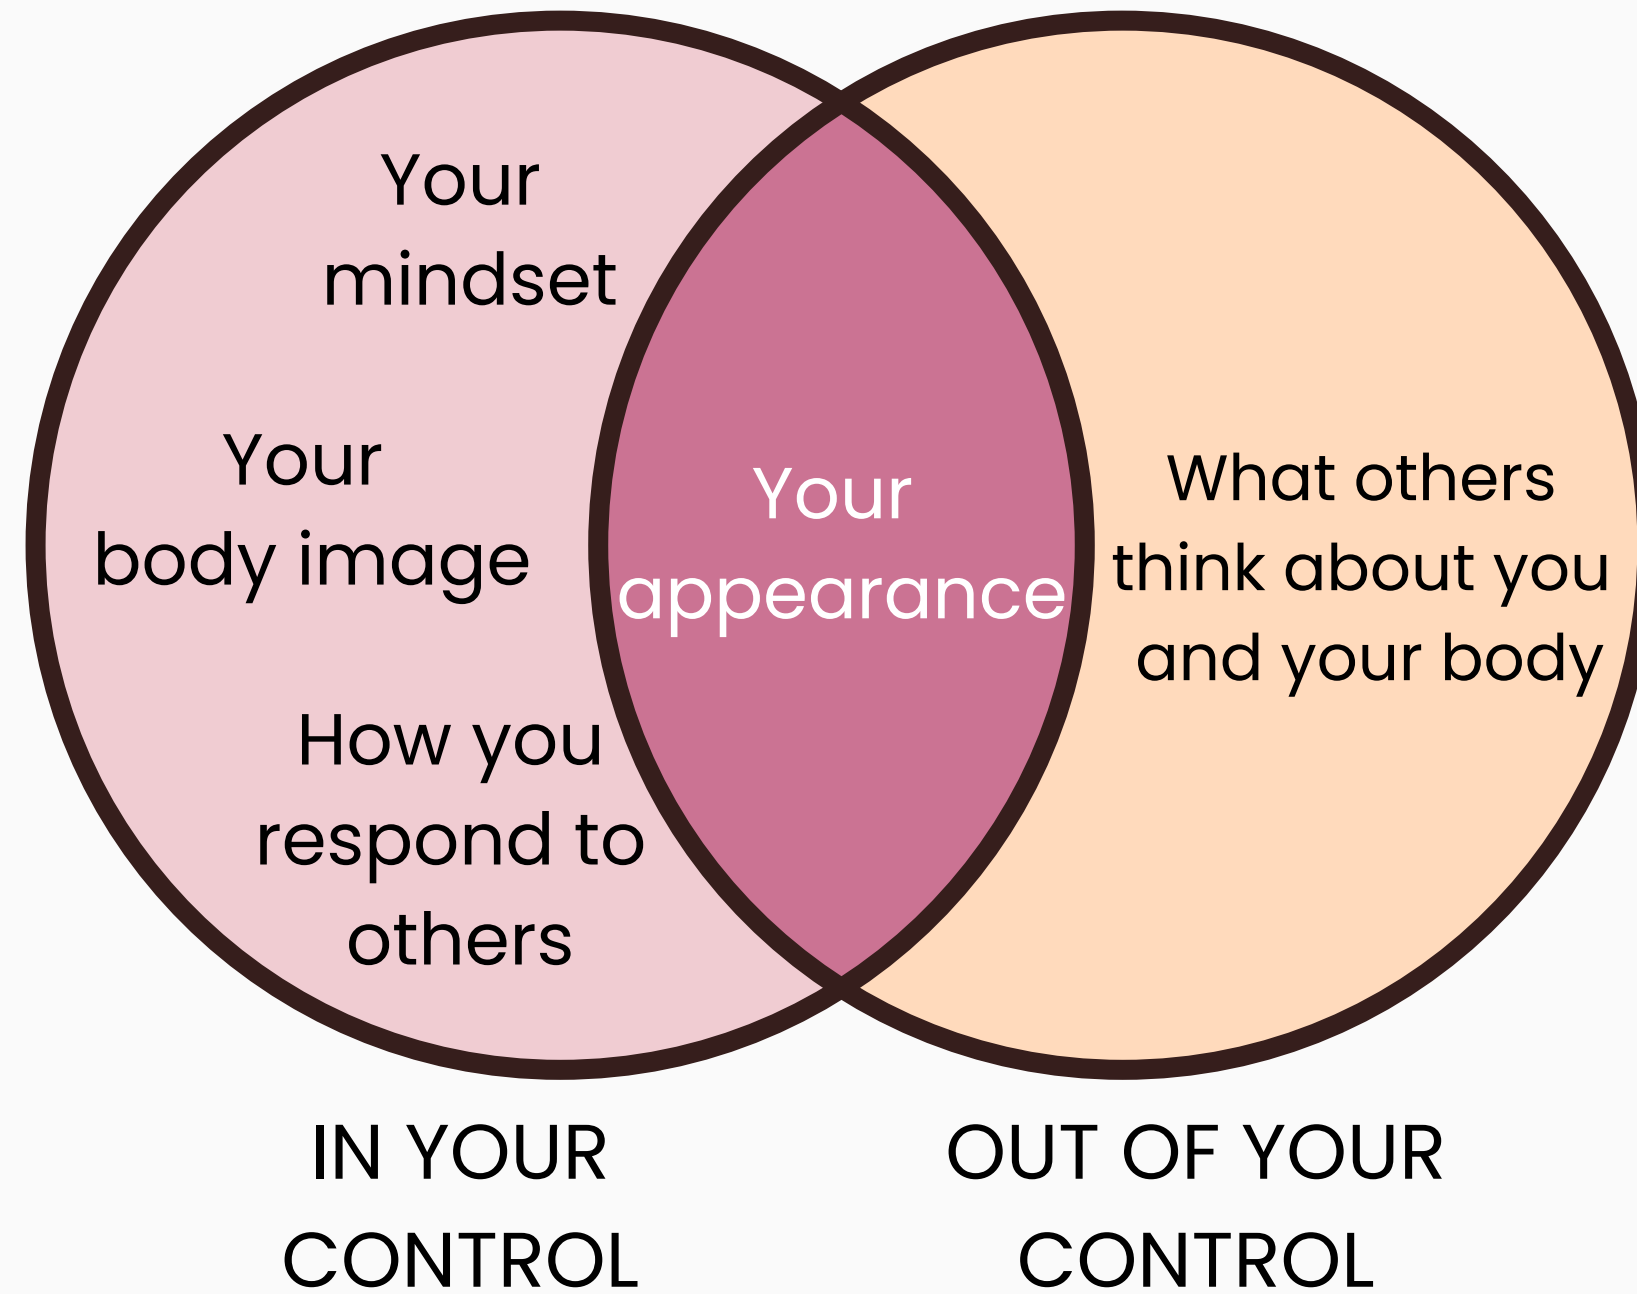 Your
mindset
Your
body image
How you
respond to
others
Your
appearance
What others
think about you
and your body
IN YOUR
CONTROL
OUT OF YOUR
CONTROL